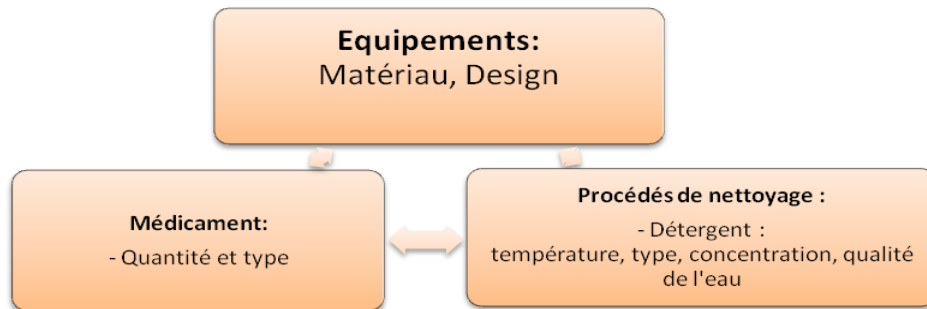 Equipements:
Matériau, Design
Médicament:
- Quantité et type
Procédés de nettoyage :
- Détergent :
température, type, concentration, qualité
de l'eau